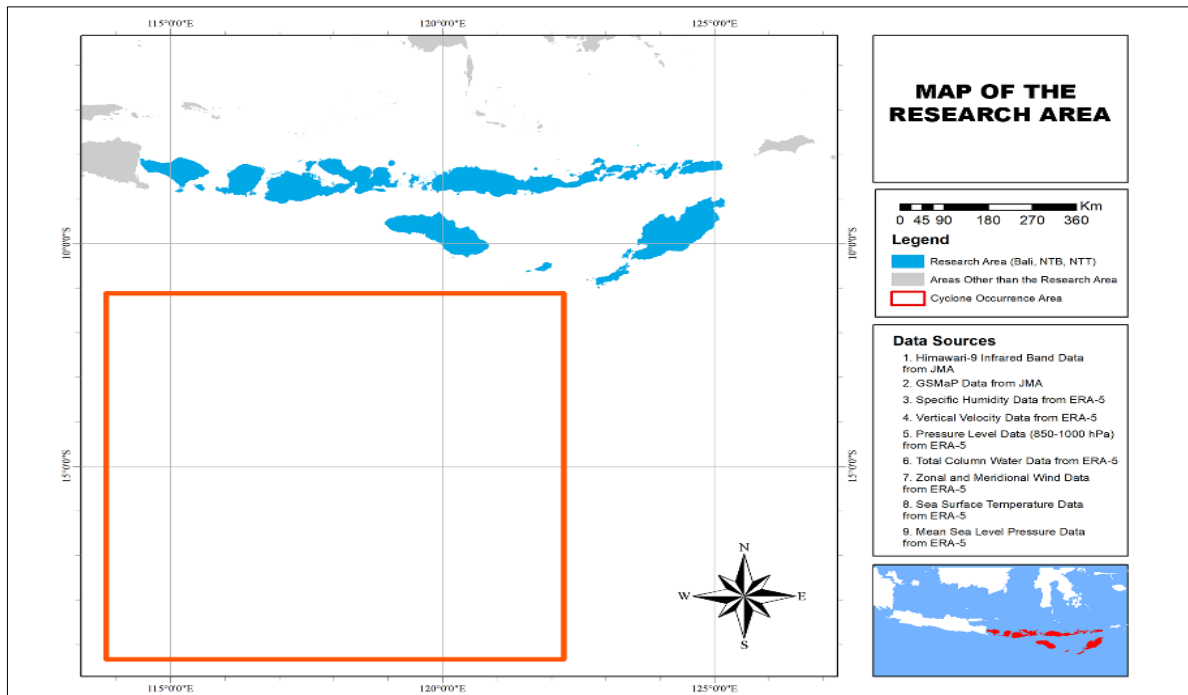 115°0'0"E 120°0'0"E 125°0'0"E
MAP OF THE
RESEARCH AREA
Km
0 45 90 180 270 360
Legend
Research Area (Bali, NTB, NTT)
Areas Other than the Research Area
Cyclone Occurrence Area
10°0'0"S 10°0'0"S
Data Sources
1. Himawari-9 Infrared Band Data
from JMA
2. GSMaP Data from JMA
3. Specific Humidity Data from ERA-5
4. Vertical Velocity Data from ERA-5
5. Pressure Level Data (850-1000 hPa)
from ERA-5
6. Total Column Water Data from ERA-5
7. Zonal and Meridional Wind Data
from ERA-5
8. Sea Surface Temperature Data
from ERA-5
9. Mean Sea Level Pressure Data
from ERA-5
15°0'0"S 15°0'0"S
N
W E
S
115°0'0"E 120°0'0"E 125°0'0"E